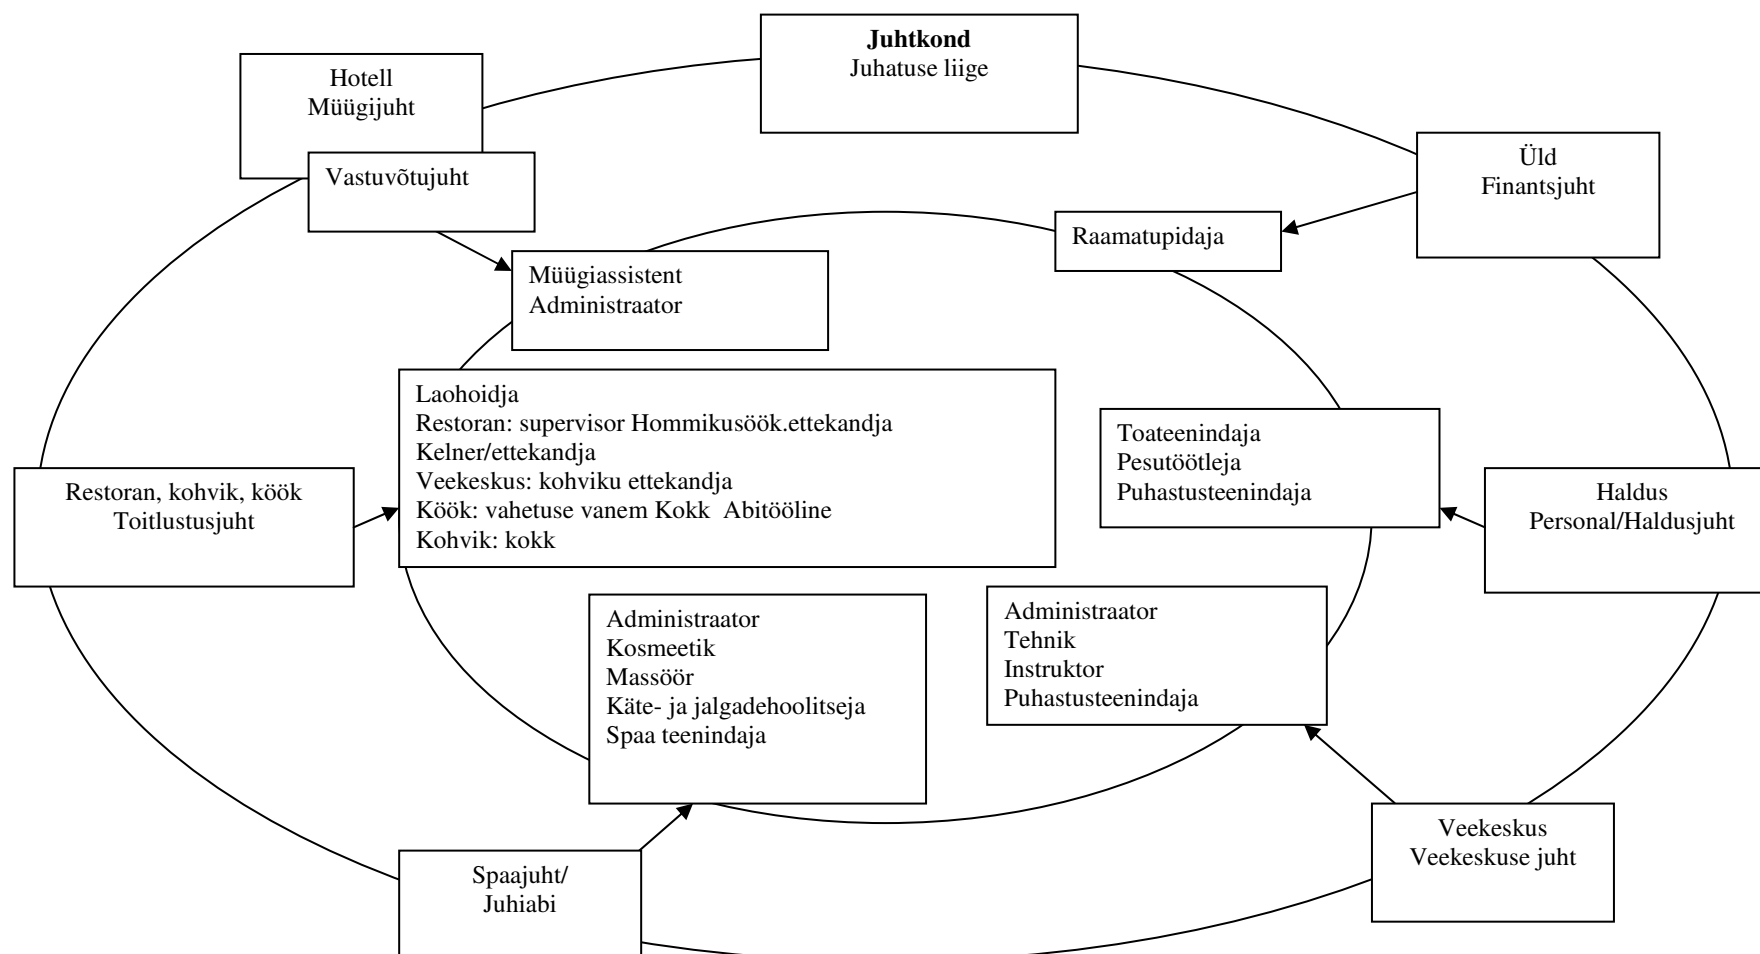 Juhtkond
Juhatuse liige
Hotell
Müügijuht
Vastuvõtujuht
Üld
Finantsjuht
Raamatupidaja
Müügiassistent
Administraator
Laohoidja
Restoran: supervisor Hommikusöök.ettekandja
Kelner/ettekandja
Veekeskus: kohviku ettekandja
Köök: vahetuse vanem Kokk  Abitööline
Kohvik: kokk
Toateenindaja
Pesutöötleja
Puhastusteenindaja
Restoran, kohvik, köök
Toitlustusjuht
Haldus
Personal/Haldusjuht
Administraator
Kosmeetik
Massöör
Käte- ja jalgadehoolitseja
Spaa teenindaja
Administraator
Tehnik
Instruktor
Puhastusteenindaja
Veekeskus
Veekeskuse juht
Spaajuht/
Juhiabi